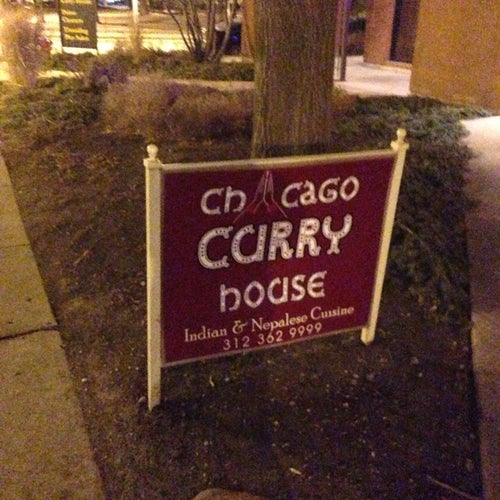 Chicago
CURRY
house
Indian & Nepalese Cuisine
312 362 9999